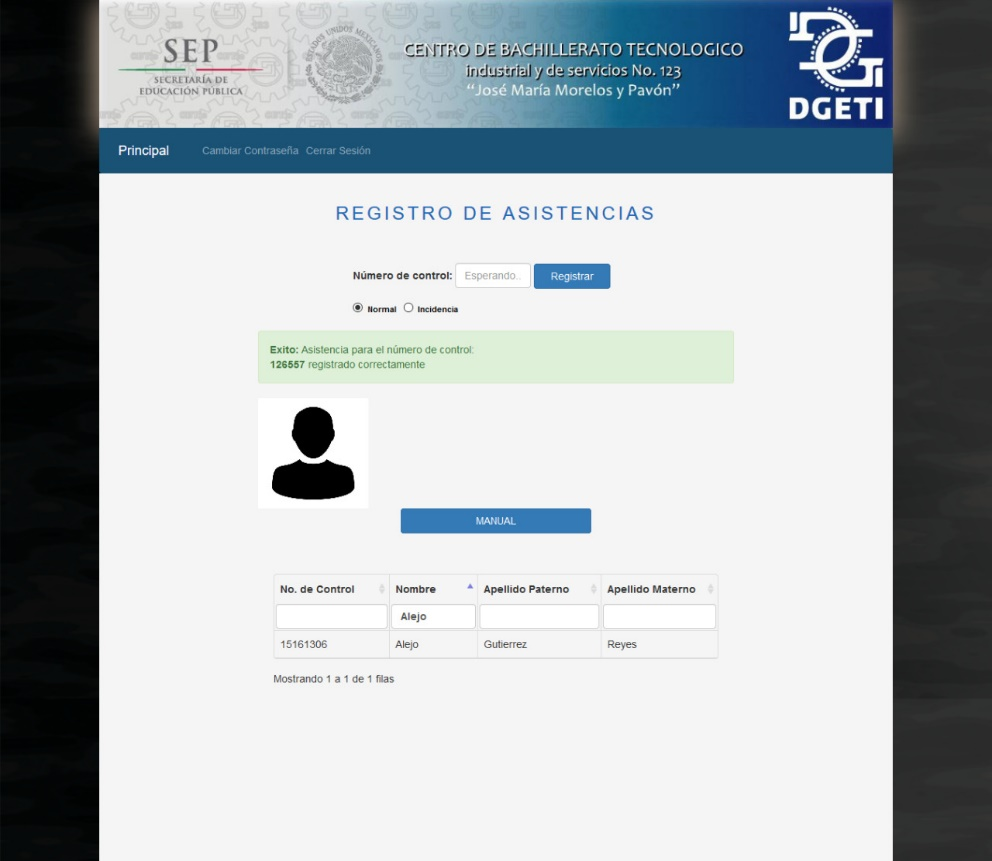 SEP
SECRETARÍA DE
EDUCACIÓN PÚBLICA
ESTADOS UNIDOS MEXICANOS
CENTRO DE BACHILLERATO TECNOLOGICO
industrial y de servicios No. 123
“José María Morelos y Pavón”
DGETI
Principal Cambiar Contraseña Cerrar Sesión
REGISTRO DE ASISTENCIAS
Número de control: Esperando.. Registrar
Normal Incidencia
Exito: Asistencia para el número de control:
126557 registrado correctamente
MANUAL
No. de Control Nombre Apellido Paterno Apellido Materno
Alejo
15161306 Alejo Gutierrez Reyes
Mostrando 1 a 1 de 1 filas